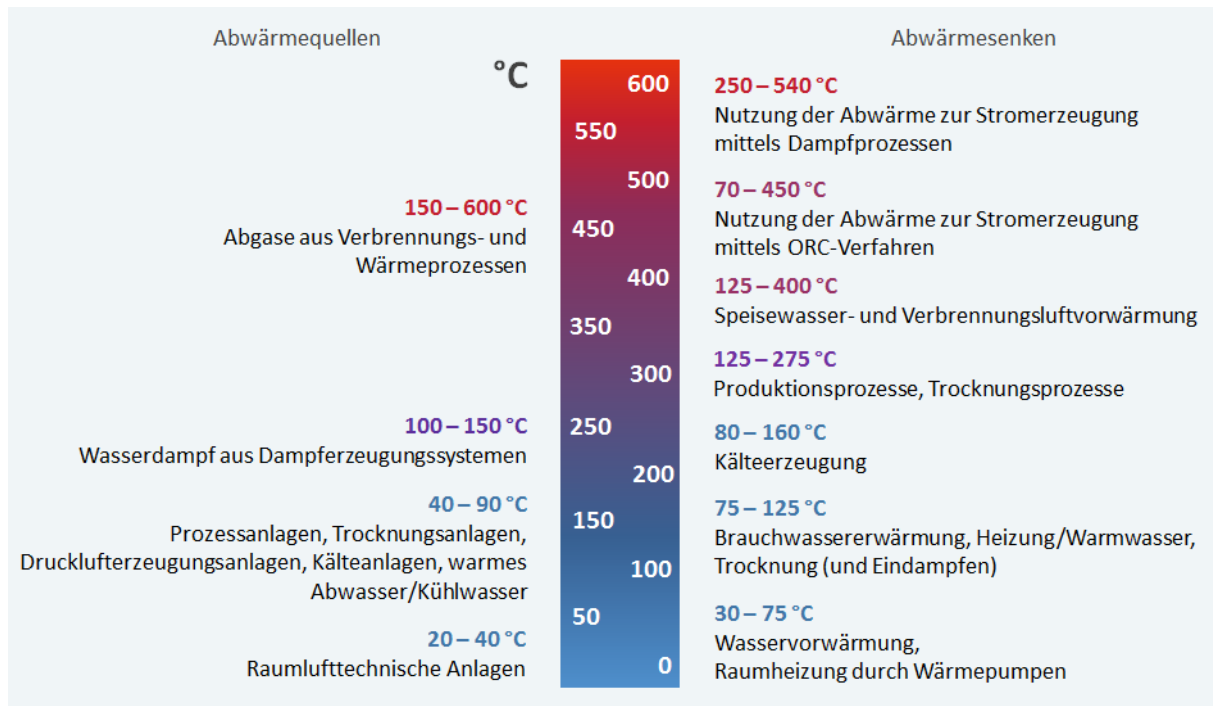 Abwärmequellen
150 – 600 °C
Abgase aus Verbrennungs- und
Wärmeprozessen
100 – 150 °C
Wasserdampf aus Dampferzeugungssystemen
40 – 90 °C
Prozessanlagen, Trocknungsanlagen,
Drucklufterzeugungsanlagen, Kälteanlagen, warmes
Abwasser/Kühlwasser
20 – 40 °C
Raumlufttechnische Anlagen
°C
600
550
500
450
400
350
300
250
200
150
100
50
0
Abwärmesenken
250 – 540 °C
Nutzung der Abwärme zur Stromerzeugung
mittels Dampfprozessen
70 – 450 °C
Nutzung der Abwärme zur Stromerzeugung
mittels ORC-Verfahren
125 – 400 °C
Speisewasser- und Verbrennungsluftvorwärmung
125 – 275 °C
Produktionsprozesse, Trocknungsprozesse
80 – 160 °C
Kälteerzeugung
75 – 125 °C
Brauchwassererwärmung, Heizung/Warmwasser,
Trocknung (und Eindampfen)
30 – 75 °C
Wasservorwärmung,
Raumheizung durch Wärmepumpen